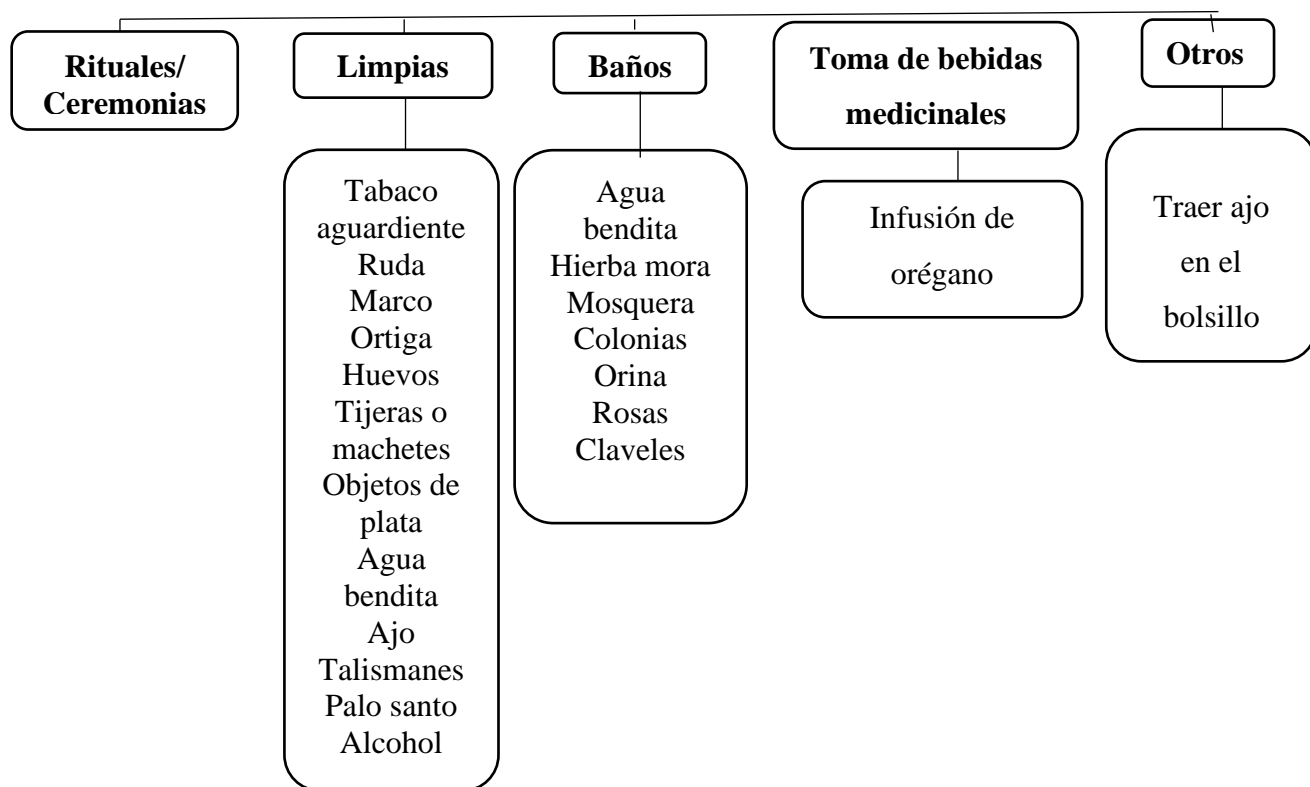 Rituales/
Ceremonias
Limpias
Tabaco
aguardiente
Ruda
Marco
Ortiga
Huevos
Tijeras o
machetes
Objetos de
plata
Agua
bendita
Ajo
Talismanes
Palo santo
Alcohol
Baños
Agua
bendita
Hierba mora
Mosquera
Colonias
Orina
Rosas
Claveles
Toma de bebidas
medicinales
Infusión de
orégano
Otros
Traer ajo
en el
bolsillo